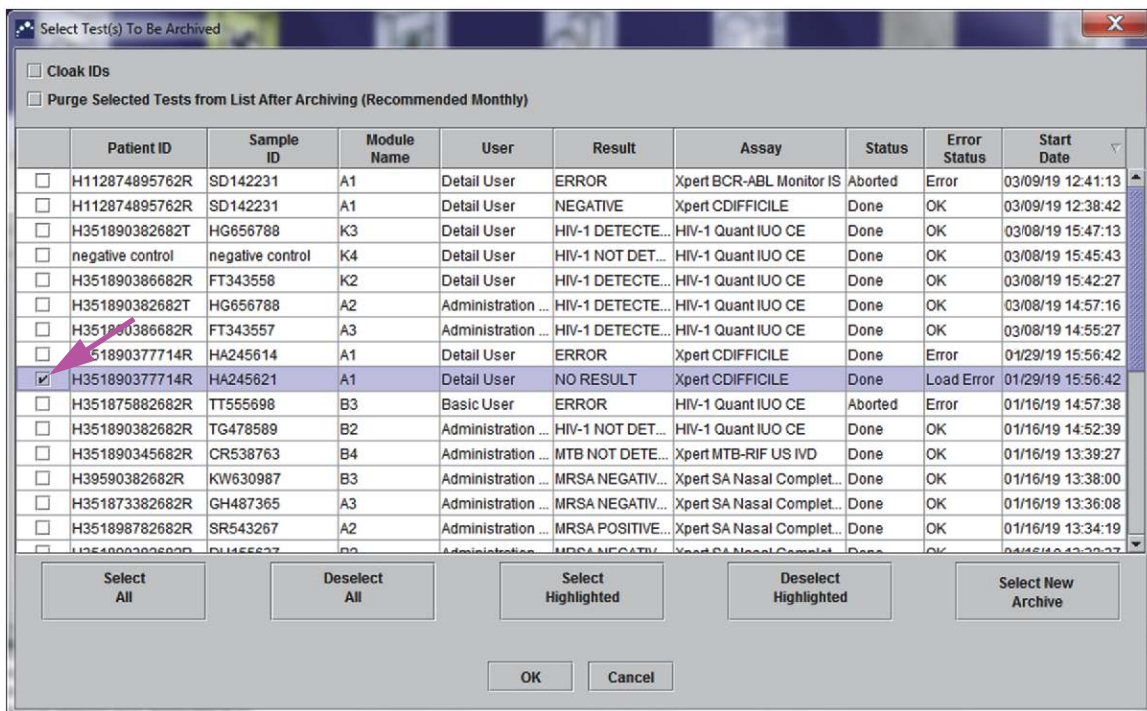 Select Test(s) To Be Archived
Cloak IDs
Purge Selected Tests from List After Archiving (Recommended Monthly)
Patient ID Sample ID Module Name User Result Assay Status Error Status Start Date
H112874895762R SD142231 A1 Detail User ERROR Xpert BCR-ABL Monitor IS Aborted Error 03/09/19 12:41:13
H112874895762R SD142231 A1 Detail User NEGATIVE Xpert CDIFFICILE Done OK 03/09/19 12:38:42
H351890382682T HG656788 K3 Detail User HIV-1 DETECTE... HIV-1 Quant IUO CE Done OK 03/08/19 15:47:13
negative control negative control K4 Detail User HIV-1 NOT DET... HIV-1 Quant IUO CE Done OK 03/08/19 15:45:43
H351890386682R FT343558 K2 Detail User HIV-1 DETECTE... HIV-1 Quant IUO CE Done OK 03/08/19 15:42:27
H351890382682T HG656788 A2 Administration ... HIV-1 DETECTE... HIV-1 Quant IUO CE Done OK 03/08/19 14:57:16
H351890386682R FT343557 A3 Administration ... HIV-1 DETECTE... HIV-1 Quant IUO CE Done OK 03/08/19 14:55:27
H351890377714R HA245614 A1 Detail User ERROR Xpert CDIFFICILE Done Error 01/29/19 15:56:42
H351890377714R HA245621 A1 Detail User NO RESULT Xpert CDIFFICILE Done Load Error 01/29/19 15:56:42
H351875882682R TT555698 B3 Basic User ERROR HIV-1 Quant IUO CE Aborted Error 01/16/19 14:57:38
H351890382682R TG478589 B2 Administration ... HIV-1 NOT DET... HIV-1 Quant IUO CE Done OK 01/16/19 14:52:39
H351890345682R CR538763 B4 Administration ... MTB NOT DETE... Xpert MTB-RIF US IVD Done OK 01/16/19 13:39:27
H39590382682R KW630987 B3 Administration ... MRSA NEGATIV... Xpert SA Nasal Complet... Done OK 01/16/19 13:38:00
H351873382682R GH487365 A3 Administration ... MRSA NEGATIV... Xpert SA Nasal Complet... Done OK 01/16/19 13:36:08
H351898782682R SR543267 A2 Administration ... MRSA POSITIVE... Xpert SA Nasal Complet... Done OK 01/16/19 13:34:19
Select All Deselect All Select Highlighted Deselect Highlighted Select New Archive
OK Cancel